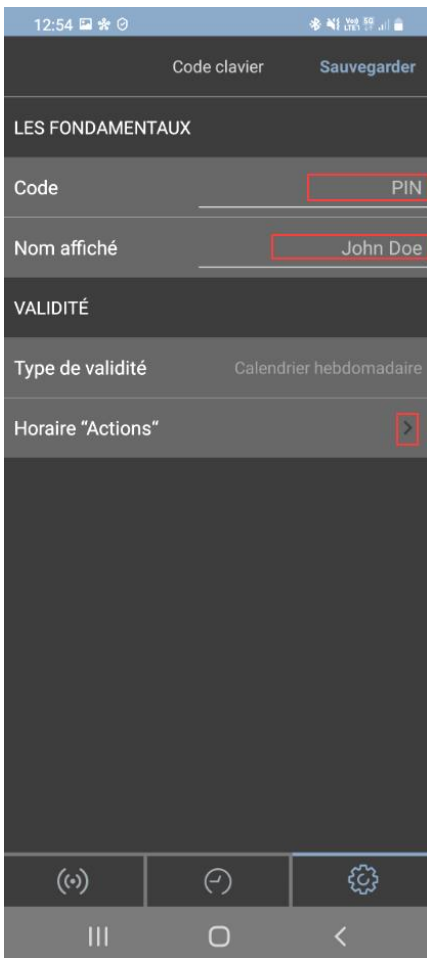 12:54
Code clavier Sauvegarder
LES FONDAMENTAUX
Code PIN
Nom affiché John Doe
VALIDITÉ
Type de validité Calendrier hebdomadaire
Horaire "Actions"